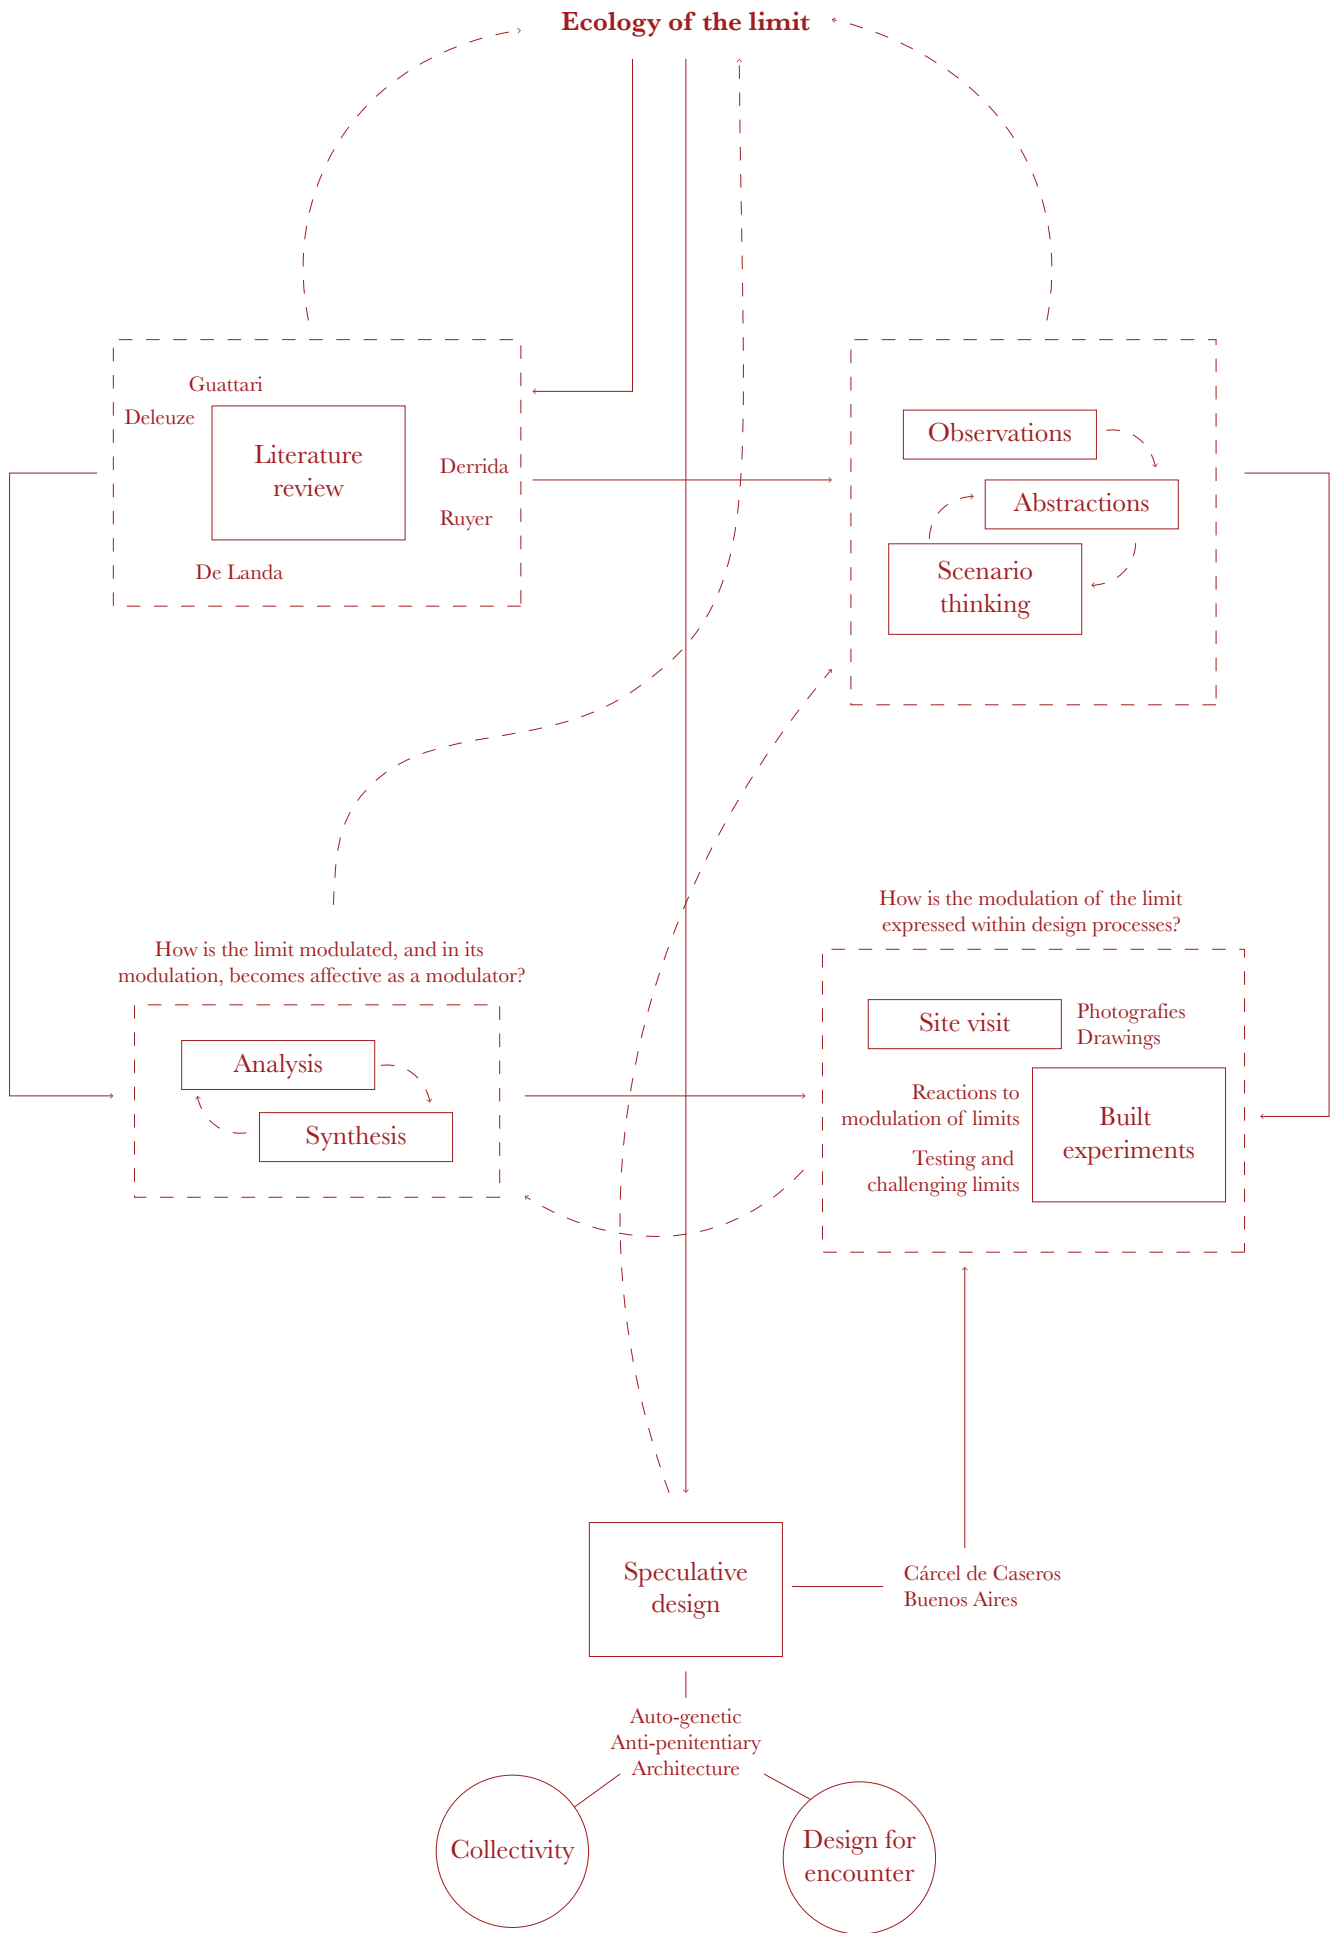 Ecology of the limit
Guattari
Deleuze
Literature
review
Derrida
Ruyer
De Landa
Observations
Abstractions
Scenario
thinking
How is the limit modulated, and in its
modulation, becomes affective as a modulator?
Analysis
Synthesis
How is the modulation of the limit
expressed within design processes?
Site visit
Photografies
Drawings
Reactions to
modulation of limits
Testing and
challenging limits
Built
experiments
Speculative
design
Cárcel de Caseros
Buenos Aires
Auto-genetic
Anti-penitentiary
Architecture
Collectivity
Design for
encounter